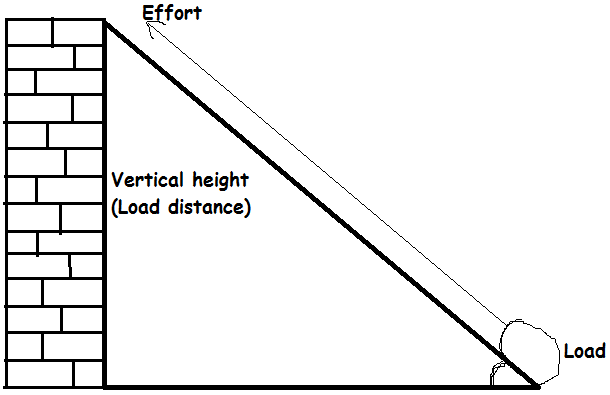 Effort
Vertical height
(Load distance)
Load